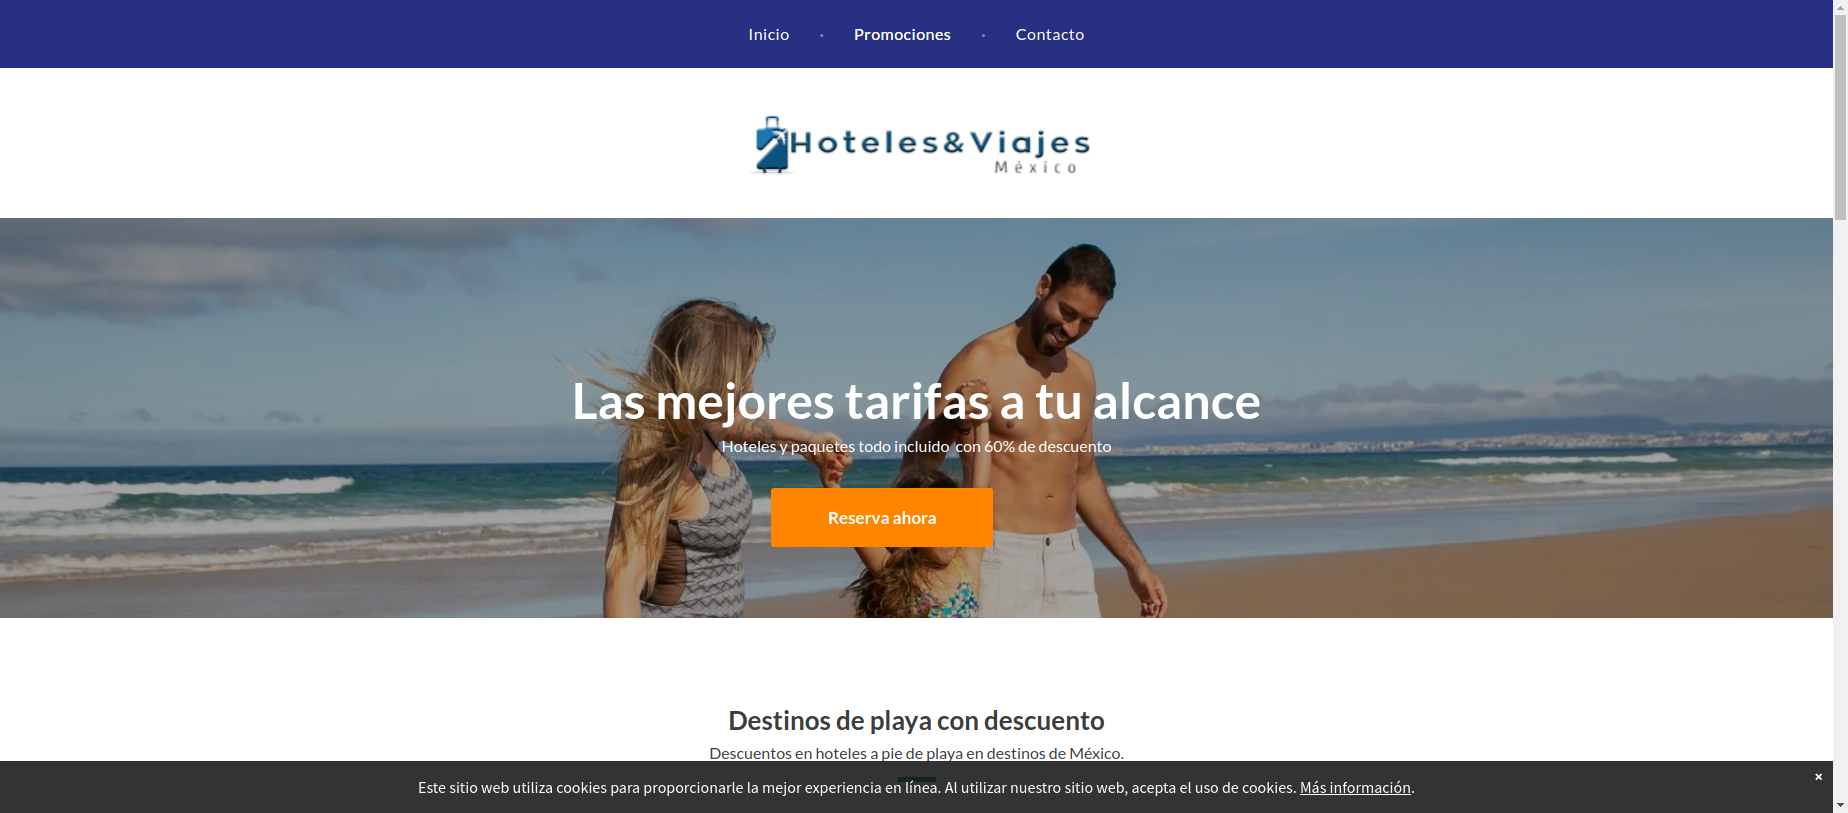 Inicio · Promociones · Contacto
Hoteles&Viajes
México
Las mejores tarifas a tu alcance
Hoteles y paquetes todo incluido con 60% de descuento
Reserva ahora
Destinos de playa con descuento
Descuentos en hoteles a pie de playa en destinos de México.
Este sitio web utiliza cookies para proporcionarle la mejor experiencia en línea. Al utilizar nuestro sitio web, acepta el uso de cookies. Más información.
×